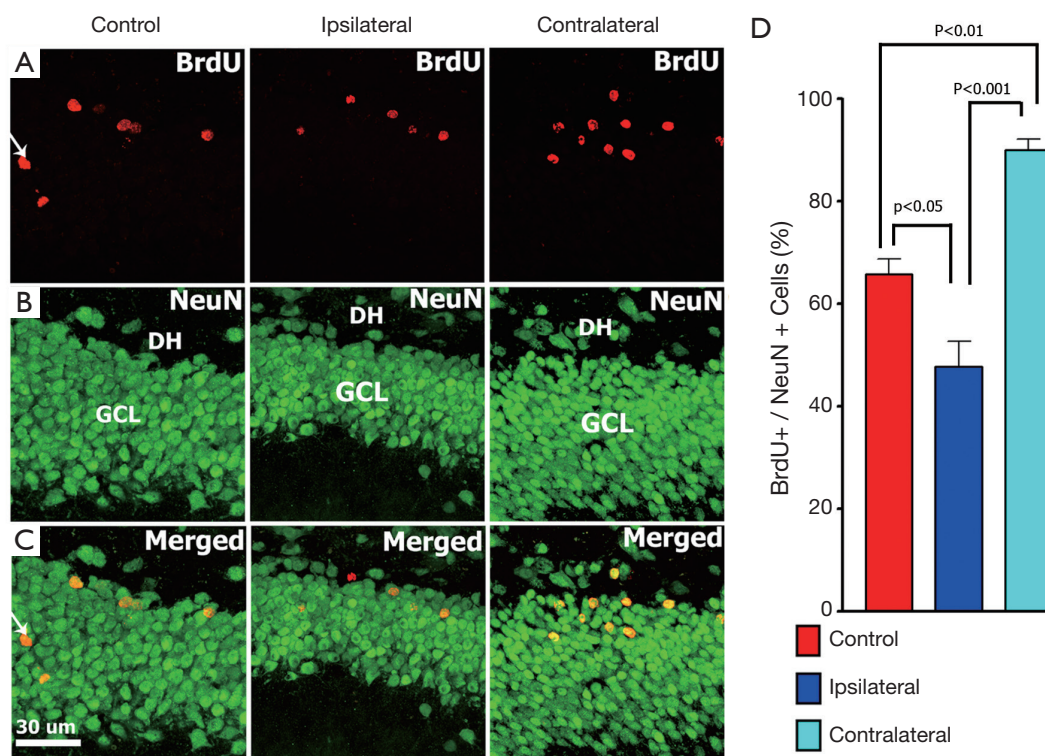 Control
Ipsilateral
Contralateral
A
BrdU
BrdU
BrdU
B
NeuN
NeuN
NeuN
DH
DH
DH
GCL
GCL
GCL
C
Merged
Merged
Merged
30 um
D
P<0.01
P<0.001
p<0.05
BrdU+ / NeuN + Cells (%)
100
80
60
40
20
0
Control
Ipsilateral
Contralateral